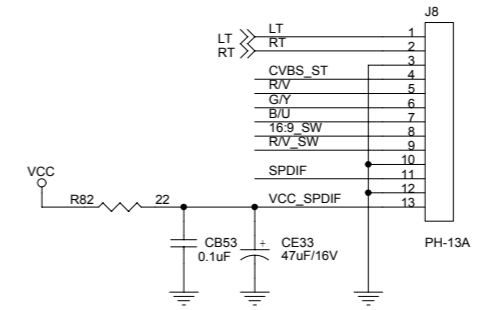 J8
LT LT 1
RT RT 2
3
CVBS_ST 4
R/V 5
G/Y 6
B/U 7
16:9_SW 8
R/V_SW 9
10
SPDIF 11
12
VCC R82 22 VCC_SPDIF 13
CB53 CE33 PH-13A
0.1uF + 47uF/16V